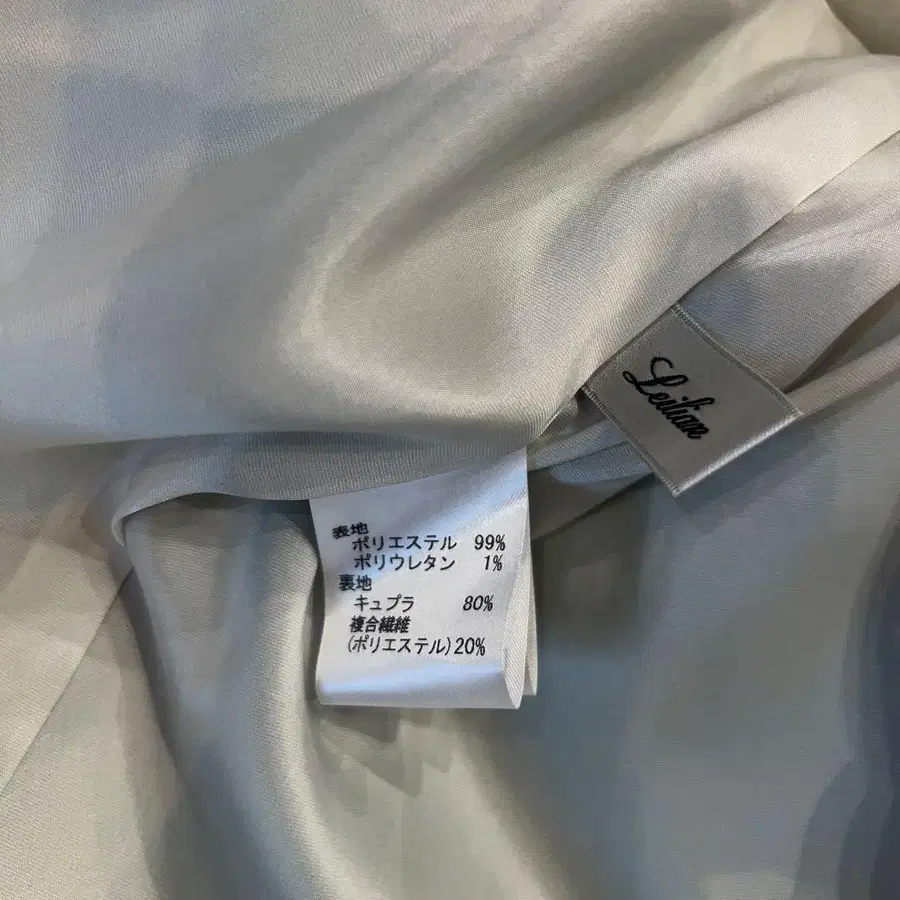 Leilian
表地
ポリエステル 99%
ポリウレタン 1%
裏地
キュプラ 80%
複合繊維
(ポリエステル)20%